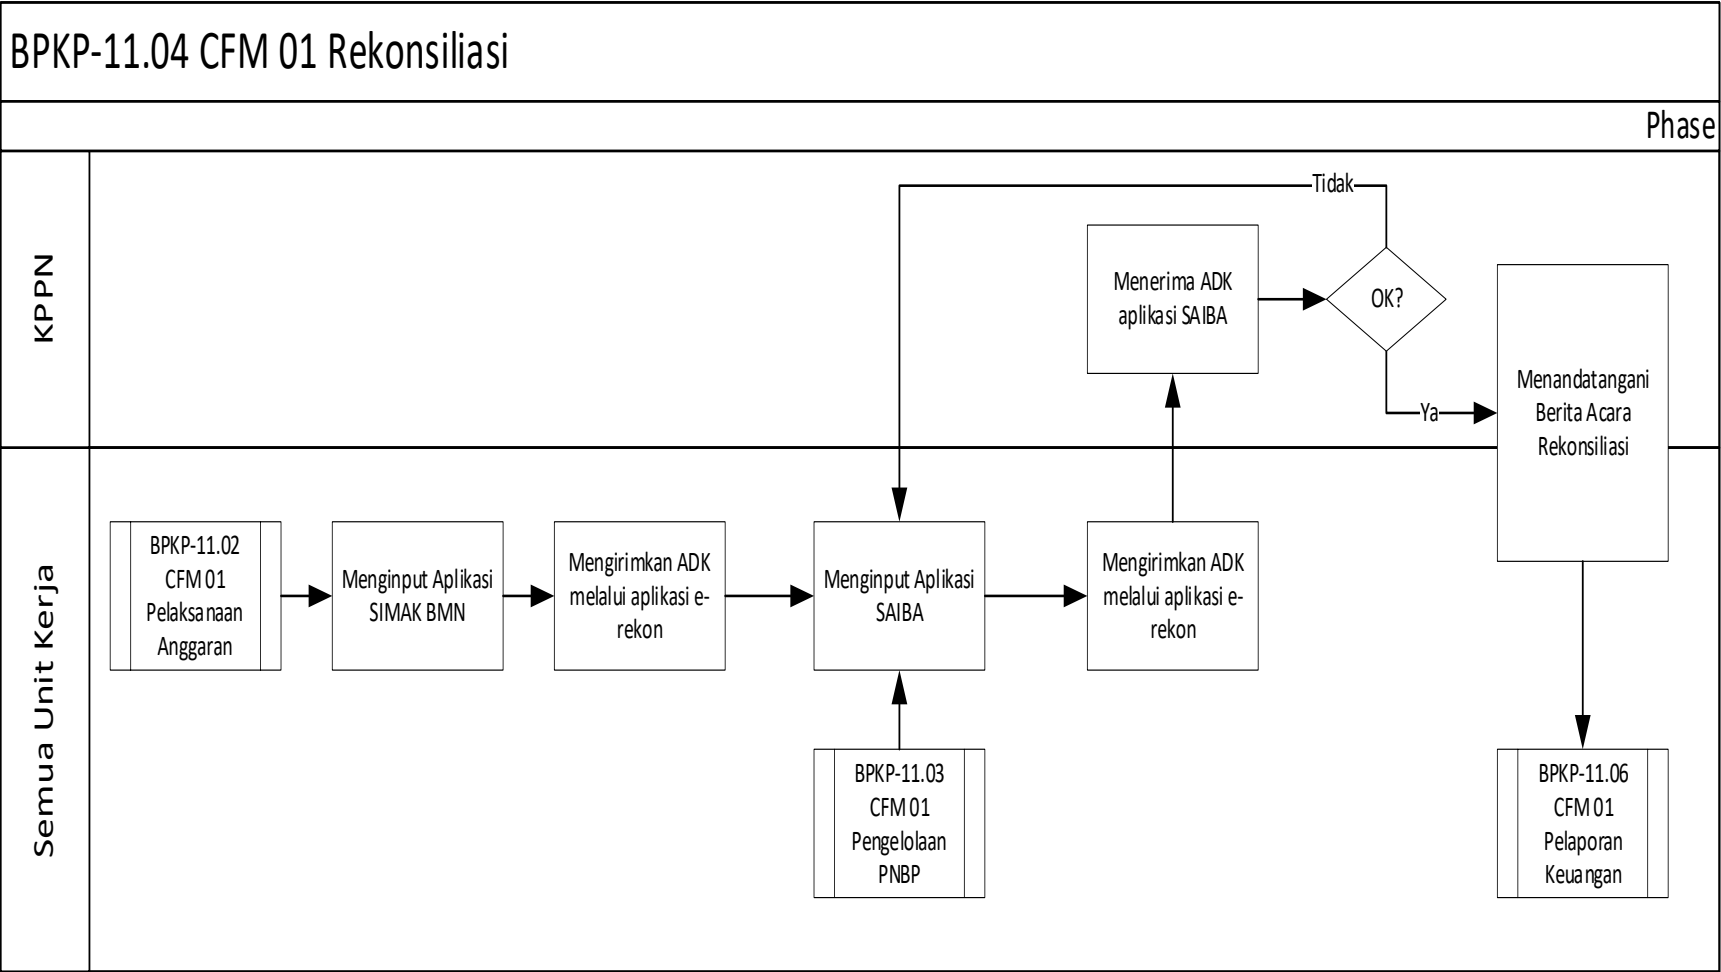 BPKP-11.04 CFM 01 Rekonsiliasi
Phase
KPPN
Tidak
Menerima ADK
aplikasi SAIBA
OK?
Ya
Menandatangani
Berita Acara
Rekonsiliasi
Semua Unit Kerja
BPKP-11.02
CFM 01
Pelaksanaan
Anggaran
Menginput Aplikasi
SIMAK BMN
Mengirimkan ADK
melalui aplikasi e-
rekon
Menginput Aplikasi
SAIBA
Mengirimkan ADK
melalui aplikasi e-
rekon
BPKP-11.03
CFM 01
Pengelolaan
PNBP
BPKP-11.06
CFM 01
Pelaporan
Keuangan